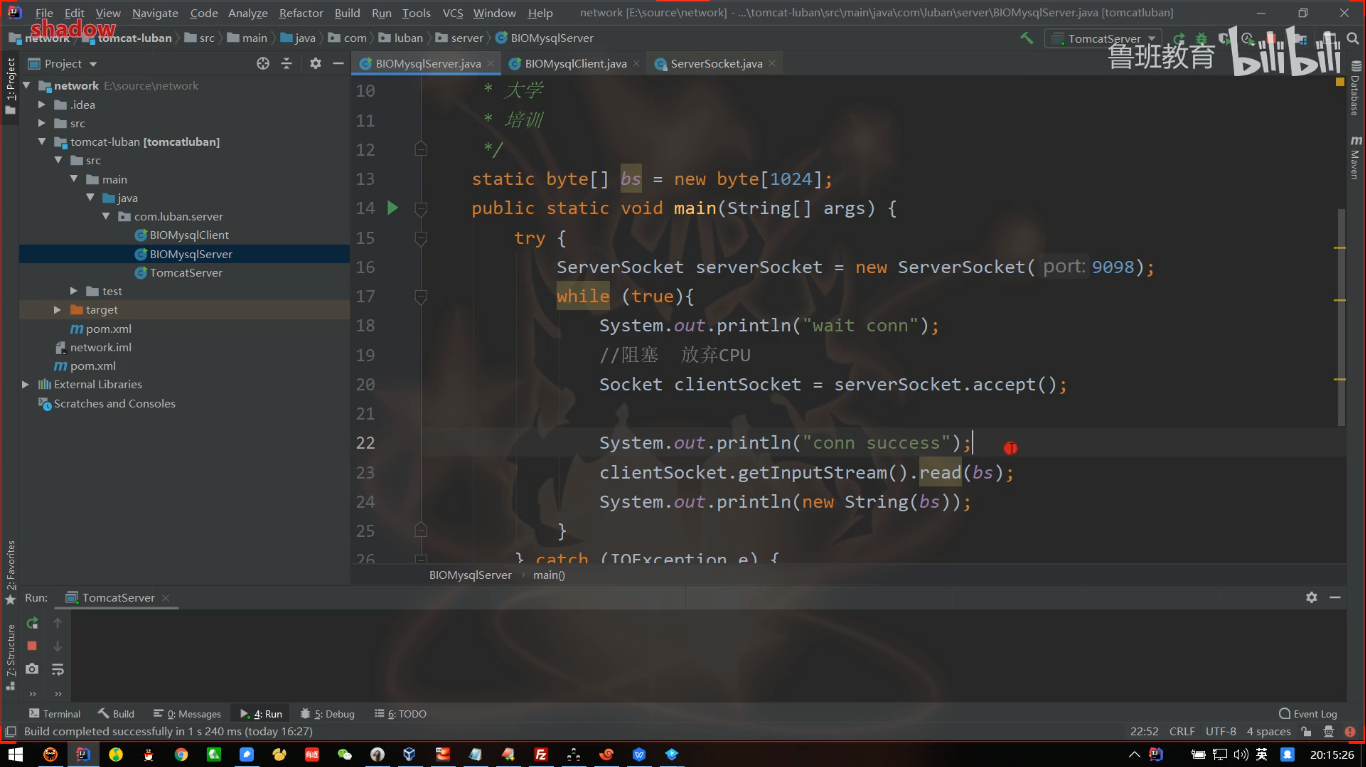 File Edit View Navigate Code Analyze Refactor Build Run Tools VCS Window Help network [E:\source\network] - ...\tomcat-luban\src\main\java\com\luban\server\BIOMysqlServer.java [tomcatluban]
shadow
network tomcat-luban src main java com luban server BIOMysqlServer TomcatServer
鲁班教育 bilibili
Project BIOMysqlServer.java BIOMysqlClient.java ServerSocket.java
1: Project
network E:\source\network
.idea
src
tomcat-luban [tomcatluban]
src
main
java
com.luban.server
BIOMysqlClient
BIOMysqlServer
TomcatServer
test
target
pom.xml
network.iml
pom.xml
External Libraries
Scratches and Consoles
10 * 大学
11 * 培训
12 */
13 static byte[] bs = new byte[1024];
14 public static void main(String[] args) {
15 try {
16 ServerSocket serverSocket = new ServerSocket( port: 9098);
17 while (true){
18 System.out.println("wait conn");
19 //阻塞 放弃CPU
20 Socket clientSocket = serverSocket.accept();
21
22 System.out.println("conn success");
23 clientSocket.getInputStream().read(bs);
24 System.out.println(new String(bs));
25 }
26 } catch (IOException e) {
BIOMysqlServer main()
Database
Maven
2: Favorites
Z: Structure
Run: TomcatServer
Terminal Build 0: Messages 4: Run 5: Debug 6: TODO Event Log
Build completed successfully in 1 s 240 ms (today 16:27) 22:52 CRLF UTF-8 4 spaces
英 20:15:26